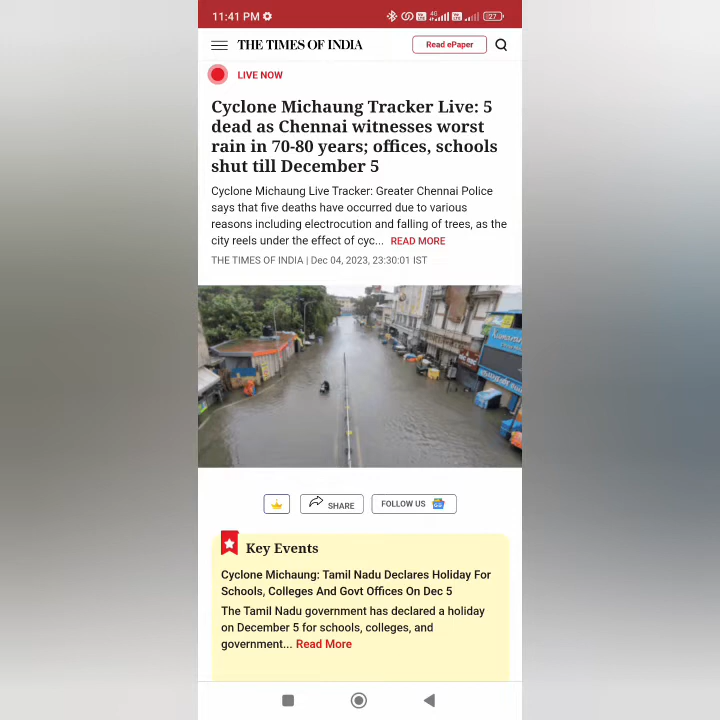 11:41 PM
4G
27
THE TIMES OF INDIA
Read ePaper
LIVE NOW
Cyclone Michaung Tracker Live: 5
dead as Chennai witnesses worst
rain in 70-80 years; offices, schools
shut till December 5
Cyclone Michaung Live Tracker: Greater Chennai Police
says that five deaths have occurred due to various
reasons including electrocution and falling of trees, as the
city reels under the effect of cyc... READ MORE
THE TIMES OF INDIA | Dec 04, 2023, 23:30:01 IST
SHARE
FOLLOW US
Key Events
Cyclone Michaung: Tamil Nadu Declares Holiday For
Schools, Colleges And Govt Offices On Dec 5
The Tamil Nadu government has declared a holiday
on December 5 for schools, colleges, and
government... Read More